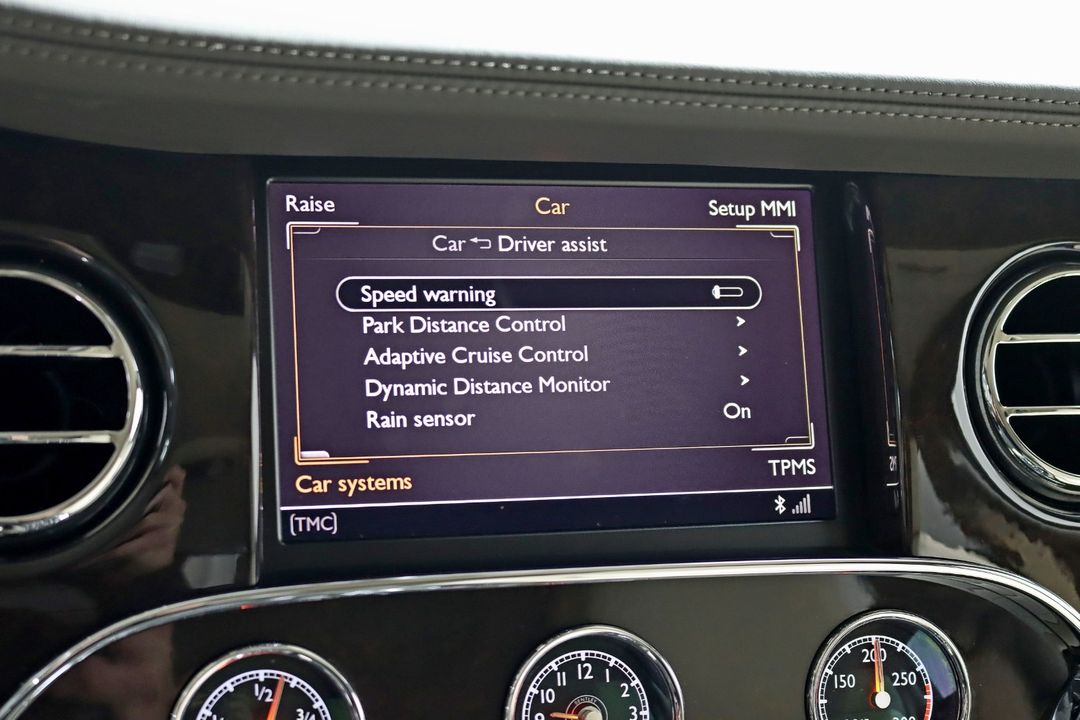 Raise Car Setup MMI
Car Driver assist
Speed warning
Park Distance Control >
Adaptive Cruise Control >
Dynamic Distance Monitor >
Rain sensor On
Car systems TPMS
[TMC]
1/2 3/4
12 1 2 3 9 10 11
BENTLEY
150 200 250